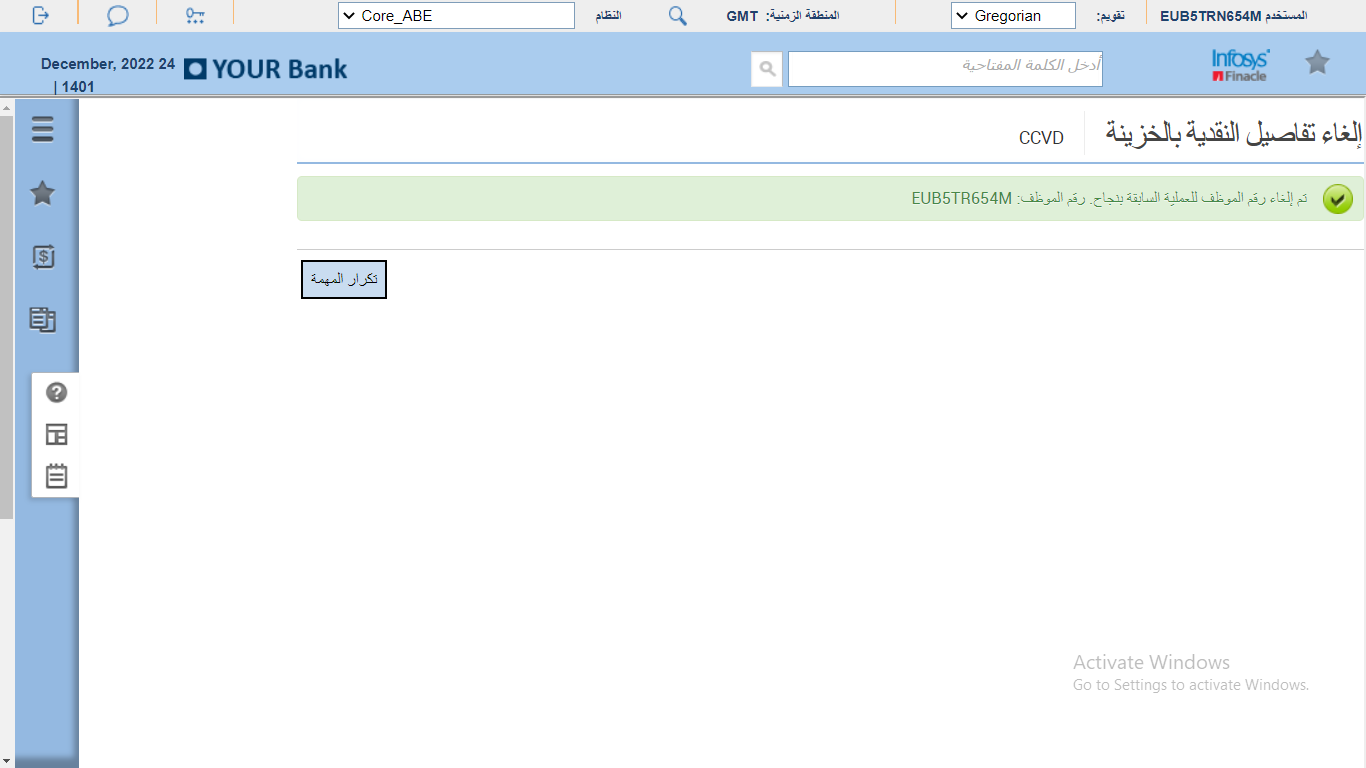 المستخدم EUB5TRN654M
تقويم: Gregorian
المنطقة الزمنية: GMT
النظام Core_ABE
Infosys
Finacle
أدخل الكلمة المفتاحية
YOUR Bank
December, 2022 24
| 1401
إلغاء تفاصيل النقدية بالخزينة CCVD
تم إلغاء رقم الموظف للعملية السابقة بنجاح. رقم الموظف: EUB5TR654M
تكرار المهمة
Activate Windows
Go to Settings to activate Windows.